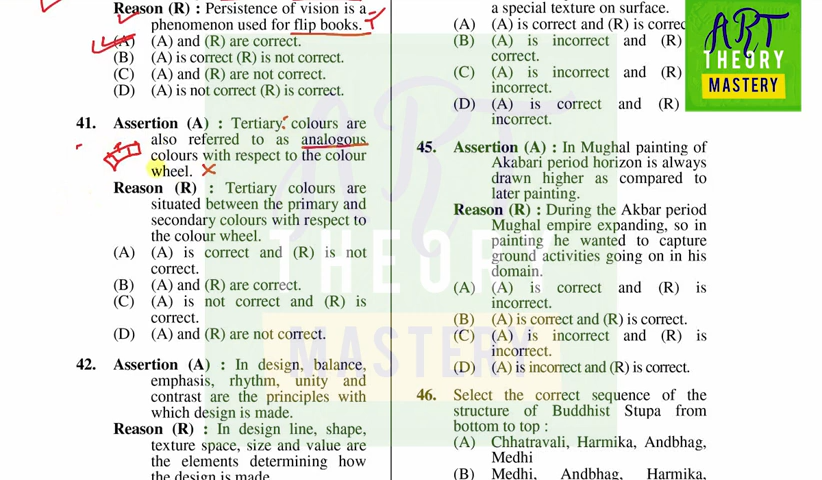 Reason (R) : Persistence of vision is a
phenomenon used for flip books.
(A) (A) and (R) are correct.
(B) (A) is correct (R) is not correct.
(C) (A) and (R) are not correct.
(D) (A) is not correct (R) is correct.
41. Assertion (A) : Tertiary colours are
also referred to as analogous
colours with respect to the colour
wheel.
Reason (R) : Tertiary colours are
situated between the primary and
secondary colours with respect to
the colour wheel.
(A) (A) is correct and (R) is not
correct.
(B) (A) and (R) are correct.
(C) (A) is not correct and (R) is
correct.
(D) (A) and (R) are not correct.
42. Assertion (A) : In design, balance,
emphasis, rhythm, unity and
contrast are the principles with
which design is made.
Reason (R) : In design line, shape,
texture space, size and value are
the elements determining how
the design is made.
a special texture on surface.
(A) (A) is correct and (R) is
(B) (A) is incorrect and (R)
correct.
(C) (A) is incorrect and (R)
incorrect.
(D) (A) is correct and (R)
incorrect.
45. Assertion (A) : In Mughal painting of
Akabari period horizon is always
drawn higher as compared to
later painting.
Reason (R) : During the Akbar period
Mughal empire expanding, so in
painting he wanted to capture
ground activities going on in his
domain.
(A) (A) is correct and (R) is
incorrect.
(B) (A) is correct and (R) is correct.
(C) (A) is incorrect and (R) is
incorrect.
(D) (A) is incorrect and (R) is correct.
46. Select the correct sequence of the
structure of Buddhist Stupa from
bottom to top :
(A) Chhatravali, Harmika, Andbhag,
Medhi
(B) Medhi, Andbhag, Harmika,
ART
THEORY
MASTERY
ART
THEORY
MASTERY